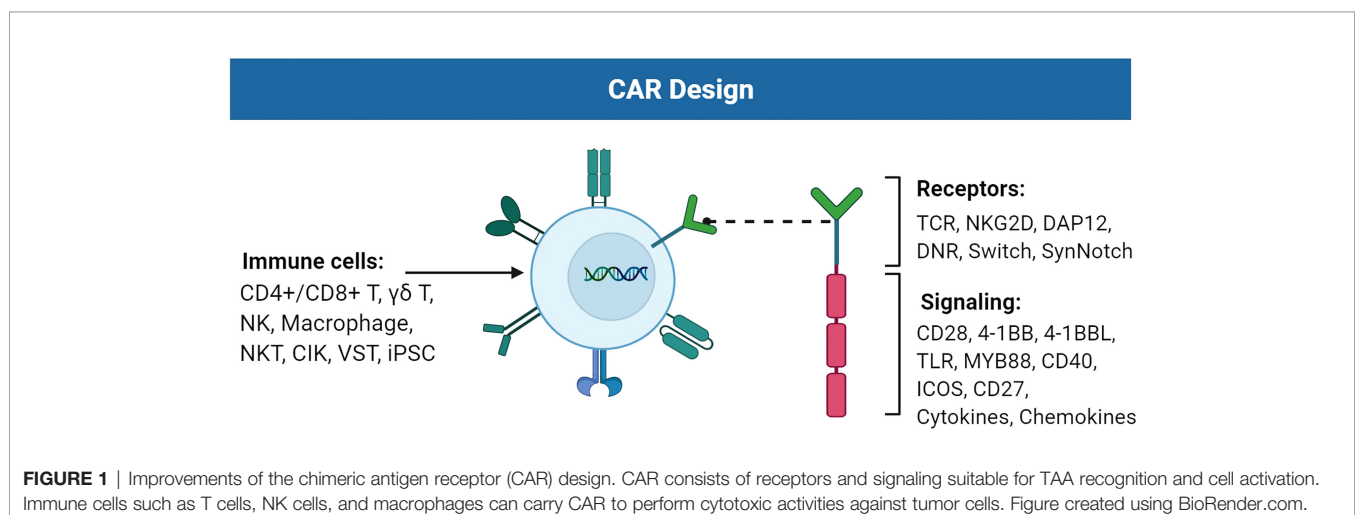 CAR Design
Immune cells:
CD4+/CD8+ T, γδ T,
NK, Macrophage,
NKT, CIK, VST, iPSC
Receptors:
TCR, NKG2D, DAP12,
DNR, Switch, SynNotch
Signaling:
CD28, 4-1BB, 4-1BBL,
TLR, MYB88, CD40,
ICOS, CD27,
Cytokines, Chemokines
FIGURE 1 | Improvements of the chimeric antigen receptor (CAR) design. CAR consists of receptors and signaling suitable for TAA recognition and cell activation.
Immune cells such as T cells, NK cells, and macrophages can carry CAR to perform cytotoxic activities against tumor cells. Figure created using BioRender.com.